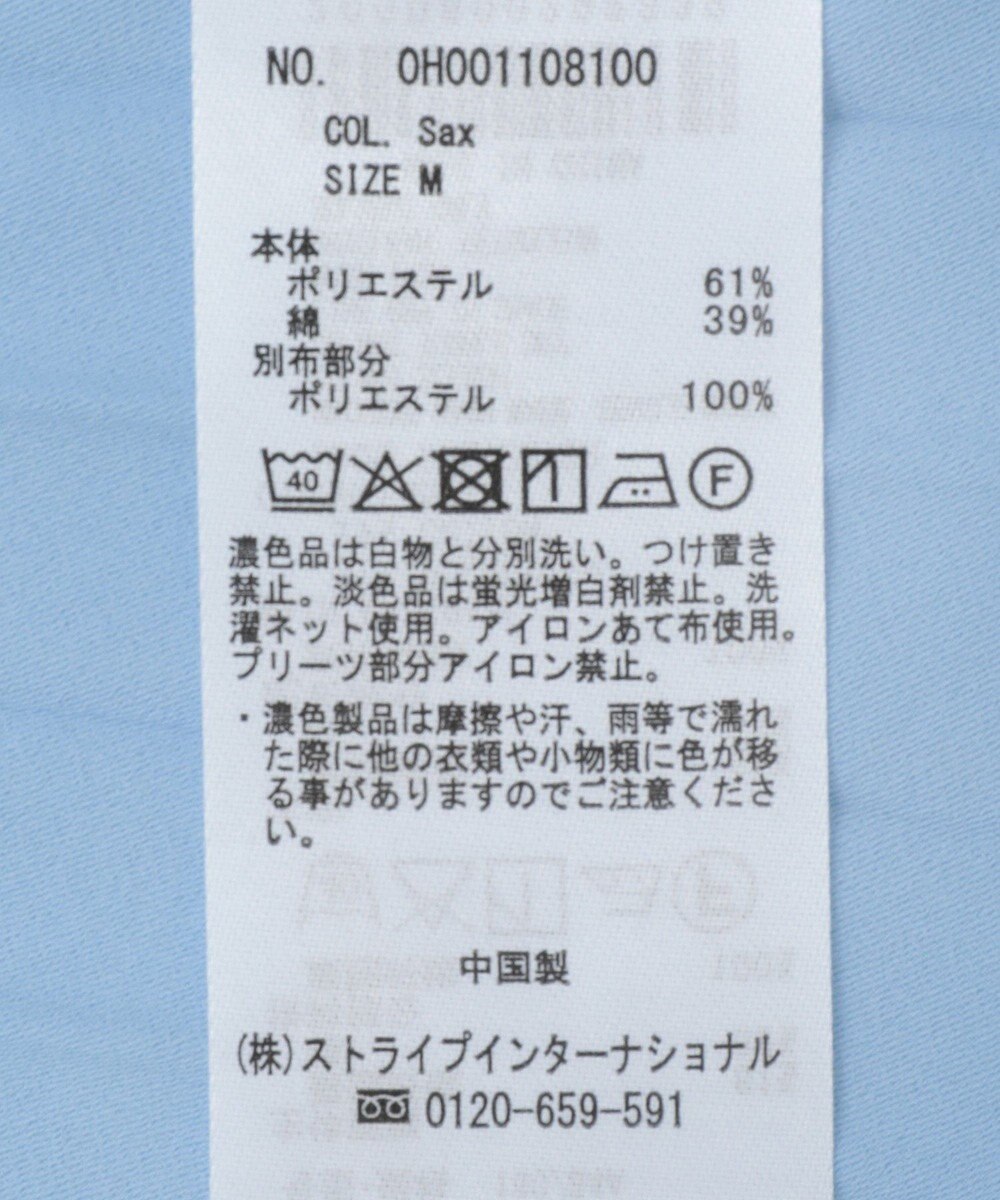 NO. 0H001108100
COL. Sax
SIZE M
本体
ポリエステル 61%
綿 39%
別布部分
ポリエステル 100%
40 F
濃色品は白物と分別洗い。つけ置き
禁止。淡色品は蛍光増白剤禁止。洗
濯ネット使用。アイロンあて布使用。
プリーツ部分アイロン禁止。
・濃色製品は摩擦や汗、雨等で濡れ
た際に他の衣類や小物類に色が移
る事がありますのでご注意くださ
い。
中国製
(株)ストライプインターナショナル
0120-659-591